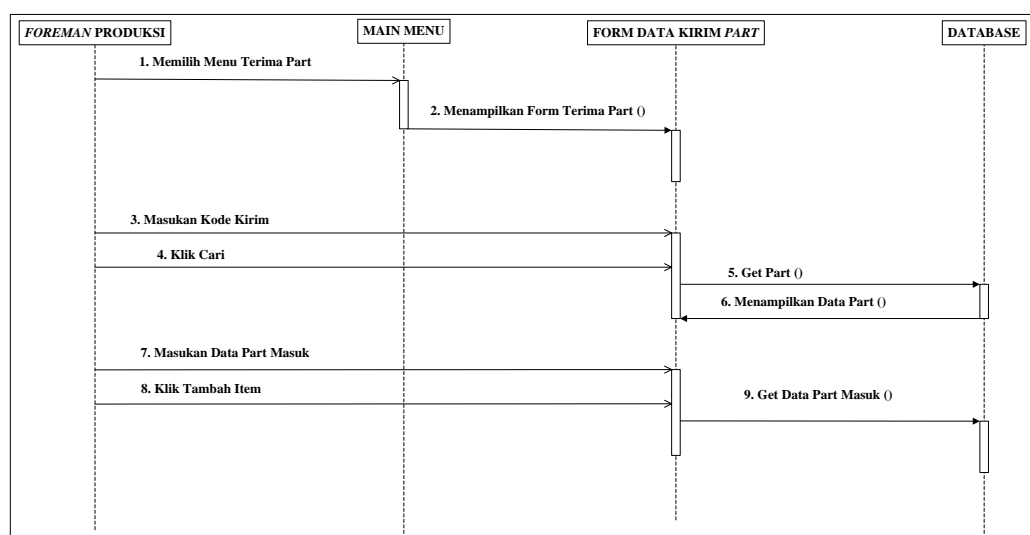 FOREMAN PRODUKSI
MAIN MENU
FORM DATA KIRIM PART
DATABASE
1. Memilih Menu Terima Part
2. Menampilkan Form Terima Part ()
3. Masukan Kode Kirim
4. Klik Cari
5. Get Part ()
6. Menampilkan Data Part ()
7. Masukan Data Part Masuk
8. Klik Tambah Item
9. Get Data Part Masuk ()